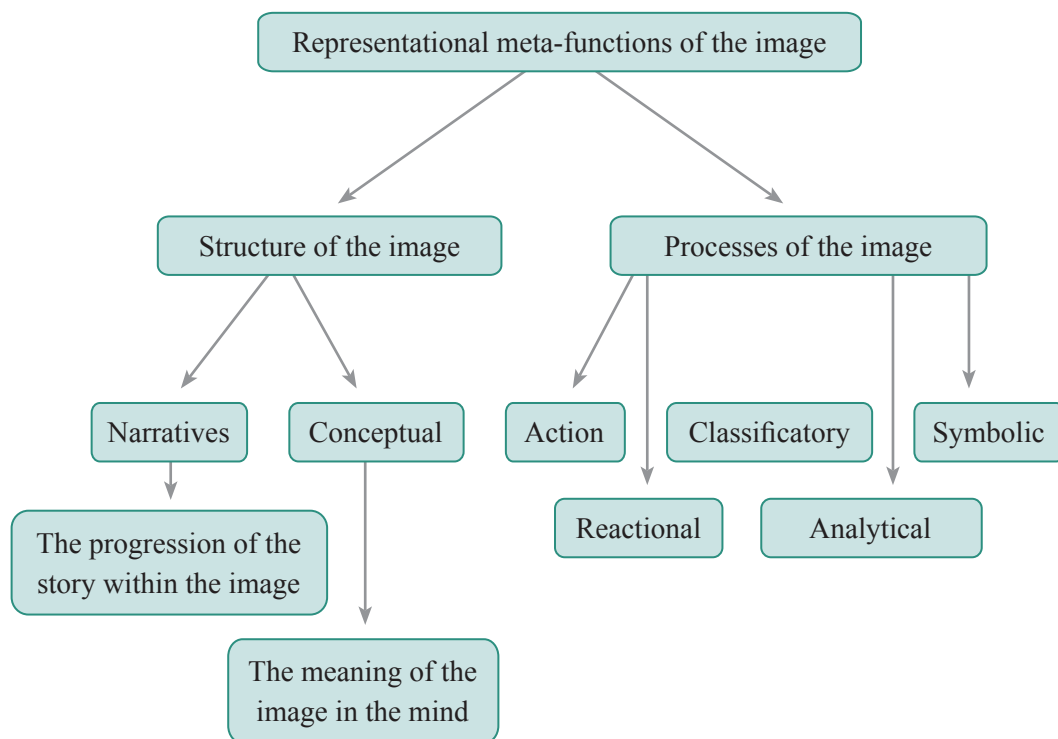 Representational meta-functions of the image
Structure of the image
Processes of the image
Narratives
Conceptual
Action
Classificatory
Symbolic
Reactional
Analytical
The progression of the
story within the image
The meaning of the
image in the mind